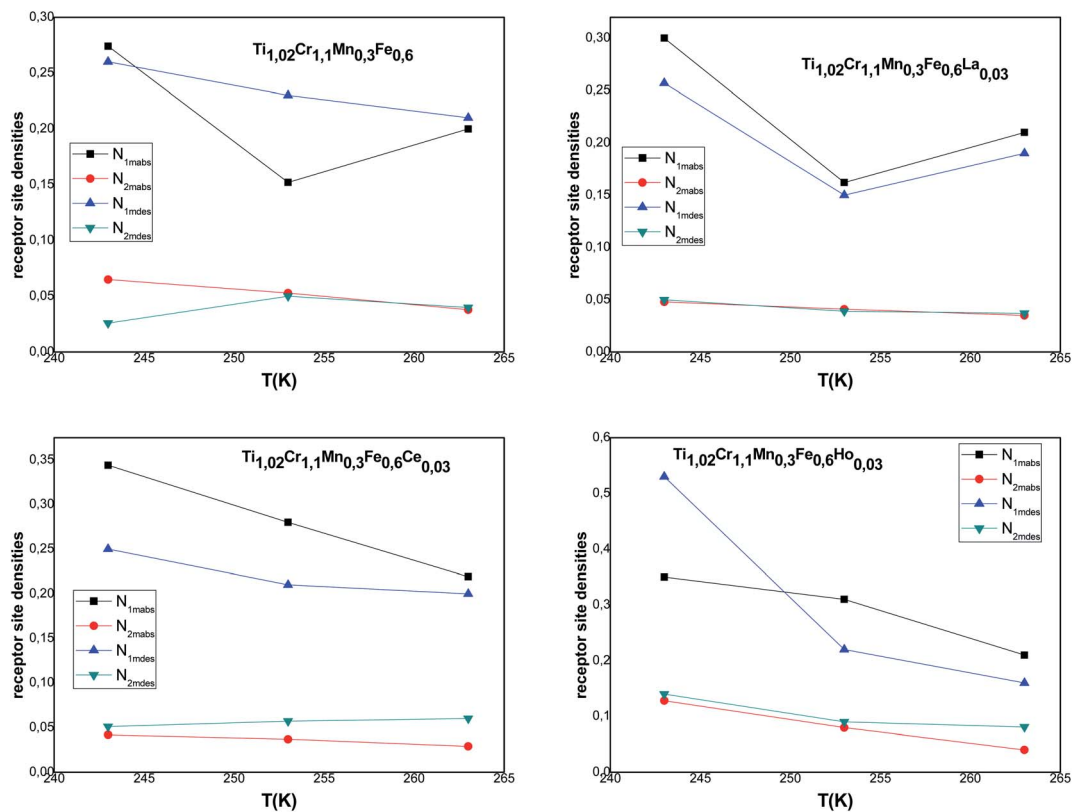 Ti1,02Cr1,1Mn0,3Fe0,6
receptor site densities
0,30
0,25
0,20
0,15
0,10
0,05
0,00
N1mabs
N2mabs
N1mdes
N2mdes
240 245 250 255 260 265
T(K)
Ti1,02Cr1,1Mn0,3Fe0,6La0,03
receptor site densities
0,30
0,25
0,20
0,15
0,10
0,05
0,00
N1mabs
N2mabs
N1mdes
N2mdes
240 245 250 255 260 265
T(K)
Ti1,02Cr1,1Mn0,3Fe0,6Ce0,03
receptor site densities
0,35
0,30
0,25
0,20
0,15
0,10
0,05
0,00
N1mabs
N2mabs
N1mdes
N2mdes
240 245 250 255 260 265
T(K)
Ti1,02Cr1,1Mn0,3Fe0,6Ho0,03
receptor site densities
0,6
0,5
0,4
0,3
0,2
0,1
0,0
N1mabs
N2mabs
N1mdes
N2mdes
240 245 250 255 260 265
T(K)